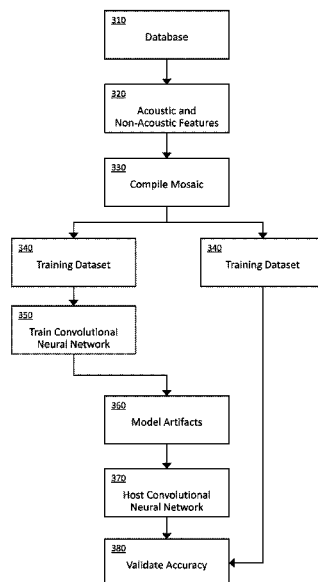 310
Database
320
Acoustic and
Non-Acoustic Features
330
Compile Mosaic
340
Training Dataset
340
Training Dataset
350
Train Convolutional
Neural Network
360
Model Artifacts
370
Host Convolutional
Neural Network
380
Validate Accuracy